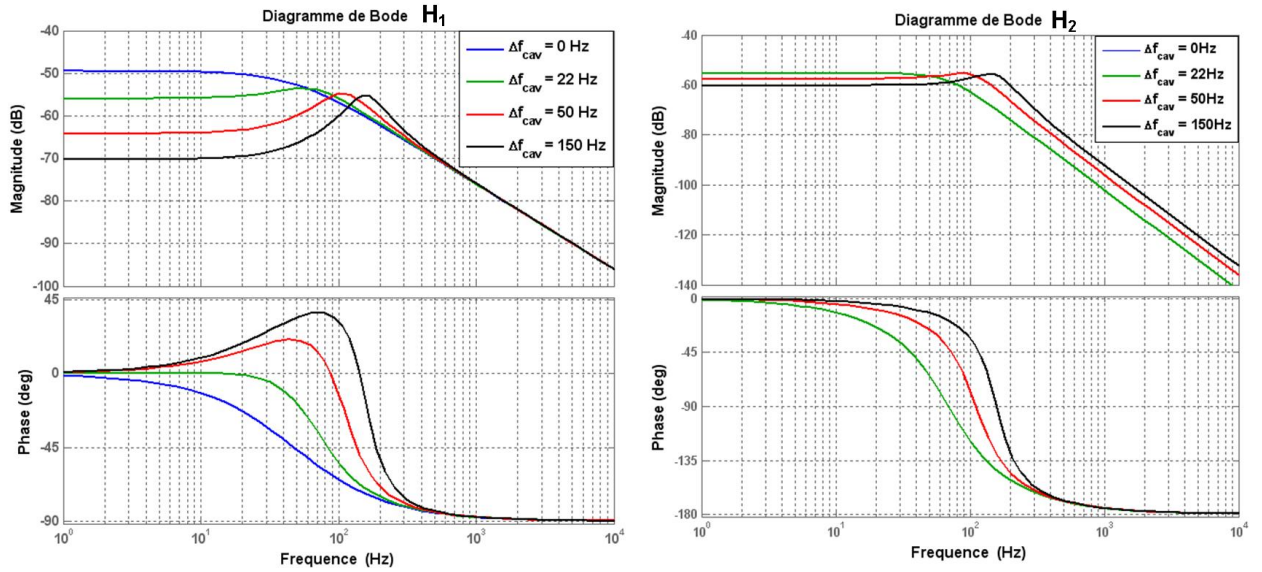 Diagramme de Bode H1
Magnitude (dB)
-40
-50
-60
-70
-80
-90
-100
Δfcav = 0 Hz
Δfcav = 22 Hz
Δfcav = 50 Hz
Δfcav = 150 Hz
Phase (deg)
45
0
-45
-90
10^0
10^1
10^2
10^3
10^4
Frequence (Hz)
Diagramme de Bode H2
Magnitude (dB)
-40
-60
-80
-100
-120
-140
Δfcav = 0Hz
Δfcav = 22Hz
Δfcav = 50Hz
Δfcav = 150Hz
Phase (deg)
0
-45
-90
-135
-180
10^0
10^1
10^2
10^3
10^4
Frequence (Hz)